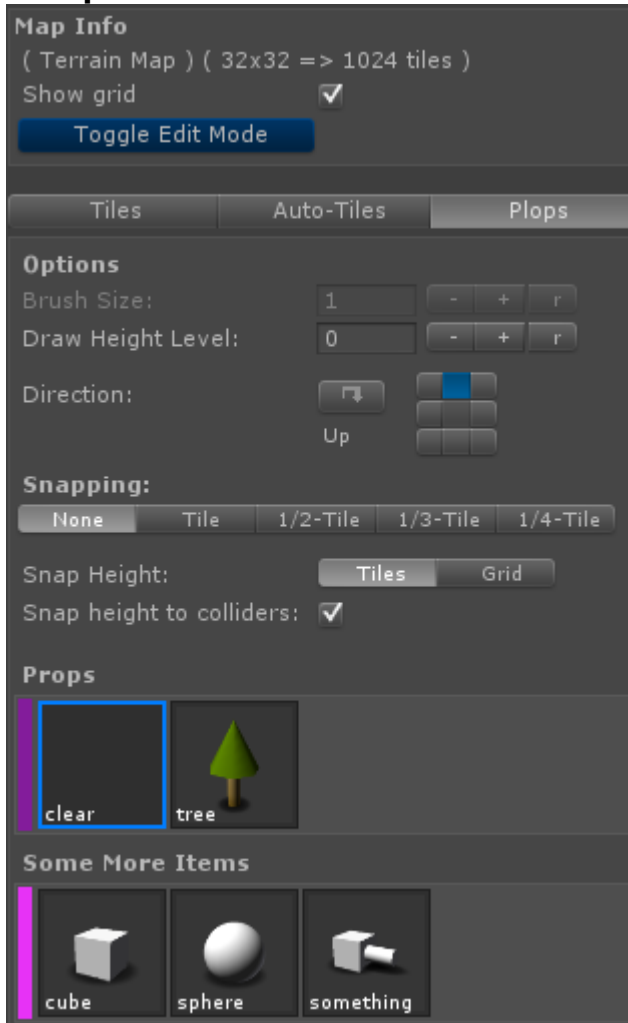 Map Info
( Terrain Map ) ( 32x32 => 1024 tiles )
Show grid
Toggle Edit Mode
Tiles Auto-Tiles Plops
Options
Brush Size: 1 - + r
Draw Height Level: 0 - + r
Direction:
Up
Snapping:
None Tile 1/2-Tile 1/3-Tile 1/4-Tile
Snap Height: Tiles Grid
Snap height to colliders:
Props
clear tree
Some More Items
cube sphere something